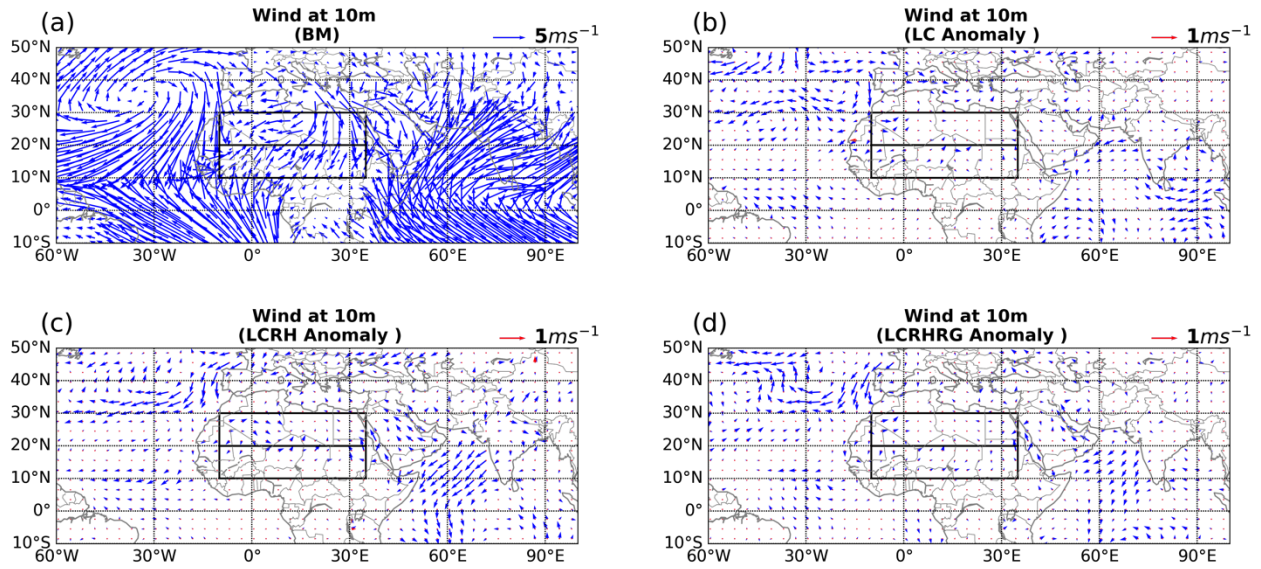 (a)
Wind at 10m
(BM)
5ms⁻¹
50°N
40°N
30°N
20°N
10°N
0°
10°S
60°W
30°W
0°
30°E
60°E
90°E
(b)
Wind at 10m
(LC Anomaly )
1ms⁻¹
50°N
40°N
30°N
20°N
10°N
0°
10°S
60°W
30°W
0°
30°E
60°E
90°E
(c)
Wind at 10m
(LCRH Anomaly )
1ms⁻¹
50°N
40°N
30°N
20°N
10°N
0°
10°S
60°W
30°W
0°
30°E
60°E
90°E
(d)
Wind at 10m
(LCRHRG Anomaly )
1ms⁻¹
50°N
40°N
30°N
20°N
10°N
0°
10°S
60°W
30°W
0°
30°E
60°E
90°E